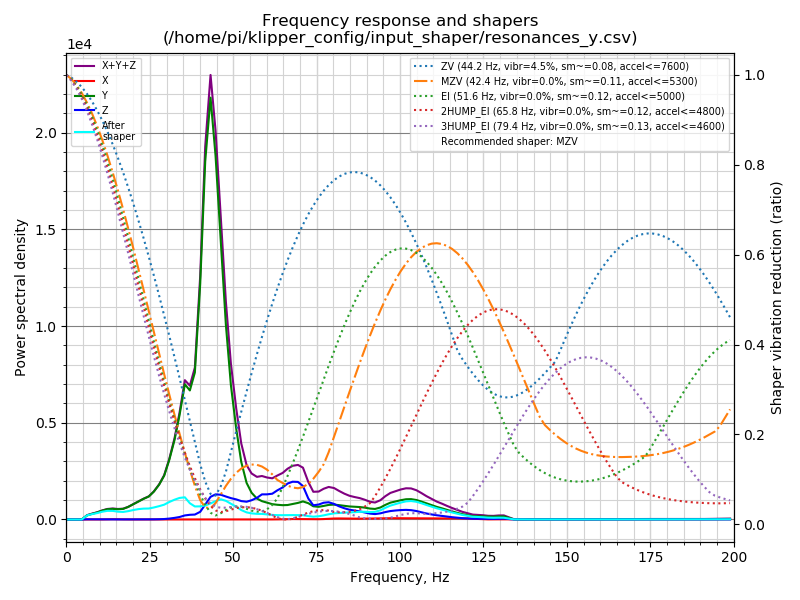 Frequency response and shapers
(/home/pi/klipper_config/input_shaper/resonances_y.csv)
1e4
X+Y+Z
X
Y
Z
After
shaper
ZV (44.2 Hz, vibr=4.5%, sm~=0.08, accel<=7600)
MZV (42.4 Hz, vibr=0.0%, sm~=0.11, accel<=5300)
EI (51.6 Hz, vibr=0.0%, sm~=0.12, accel<=5000)
2HUMP_EI (65.8 Hz, vibr=0.0%, sm~=0.12, accel<=4800)
3HUMP_EI (79.4 Hz, vibr=0.0%, sm~=0.13, accel<=4600)
Recommended shaper: MZV
2.0
1.5
1.0
0.5
0.0
Power spectral density
1.0
0.8
0.6
0.4
0.2
0.0
Shaper vibration reduction (ratio)
0 25 50 75 100 125 150 175 200
Frequency, Hz